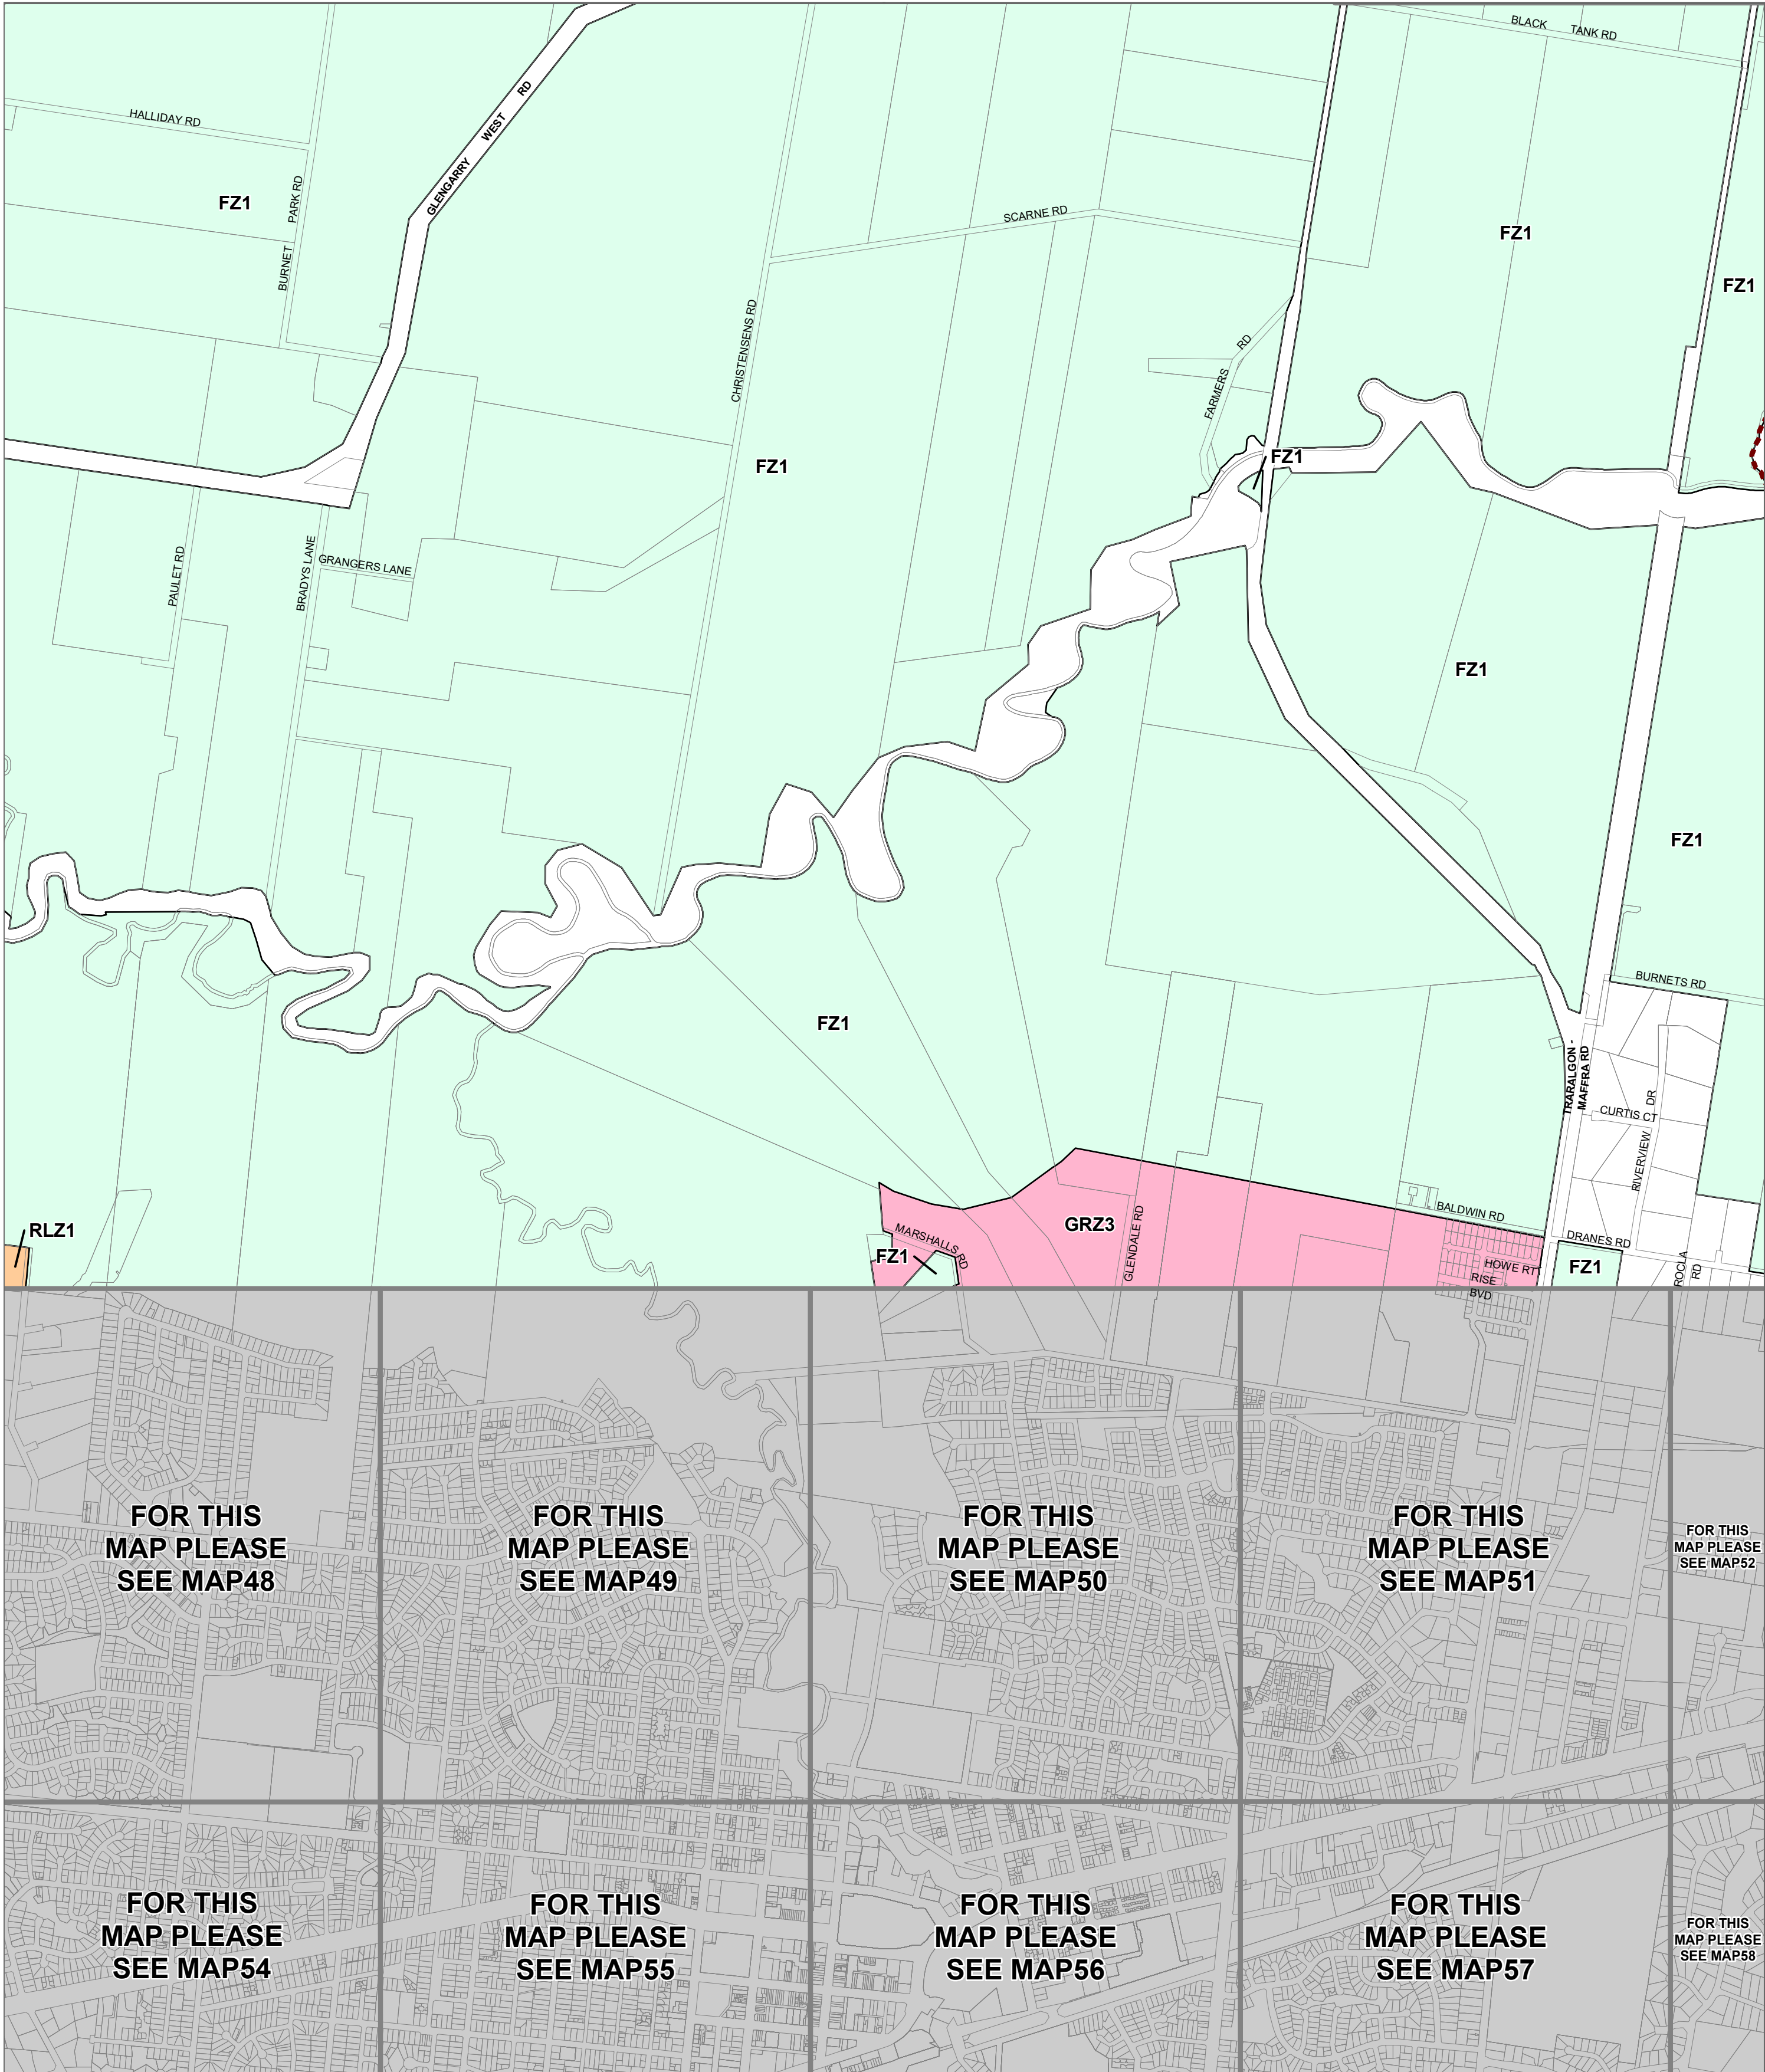 BLACK TANK RD
HALLIDAY RD
GLENGARRY WEST RD
FZ1
BURNET PARK RD
SCARNE RD
FZ1
FZ1
CHRISTENSENS RD
FARMERS RD
FZ1
FZ1
PAULET RD
BRADYS LANE
GRANGERS LANE
FZ1
FZ1
BURNETS RD
FZ1
TRARALGON -
MAFFRA RD
CURTIS CT
RIVERVIEW DR
BALDWIN RD
RLZ1
GRZ3
MARSHALLS RD
GLENDALE RD
DRANES RD
FZ1
HOWE RTT
FZ1
ROCLA RD
RISE
BVD
FOR THIS
MAP PLEASE
SEE MAP48
FOR THIS
MAP PLEASE
SEE MAP49
FOR THIS
MAP PLEASE
SEE MAP50
FOR THIS
MAP PLEASE
SEE MAP51
FOR THIS
MAP PLEASE
SEE MAP52
FOR THIS
MAP PLEASE
SEE MAP54
FOR THIS
MAP PLEASE
SEE MAP55
FOR THIS
MAP PLEASE
SEE MAP56
FOR THIS
MAP PLEASE
SEE MAP57
FOR THIS
MAP PLEASE
SEE MAP58